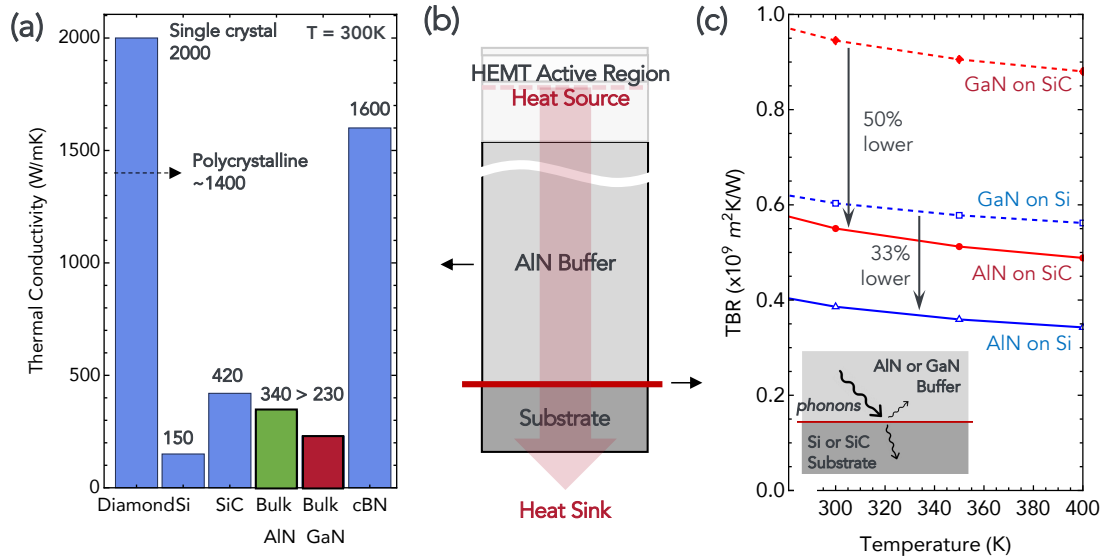 (a)
Thermal Conductivity (W/mK)
2000
1500
1000
500
0
Single crystal
2000
T = 300K
Polycrystalline
~1400
150
420
340 > 230
1600
Diamond
Si
SiC
Bulk
AlN
Bulk
GaN
cBN
(b)
HEMT Active Region
Heat Source
AlN Buffer
Substrate
Heat Sink
(c)
TBR (x10⁹ m²K/W)
1.0
0.8
0.6
0.4
0.2
0.0
GaN on SiC
50%
lower
GaN on Si
33%
lower
AlN on SiC
AlN on Si
AlN or GaN
Buffer
phonons
Si or SiC
Substrate
300
320
340
360
380
400
Temperature (K)